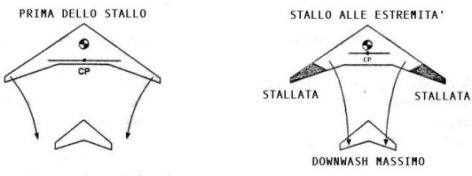 PRIMA DELLO STALLO
CP
STALLO ALLE ESTREMITA'
CP
STALLATA
STALLATA
DOWNWASH MASSIMO